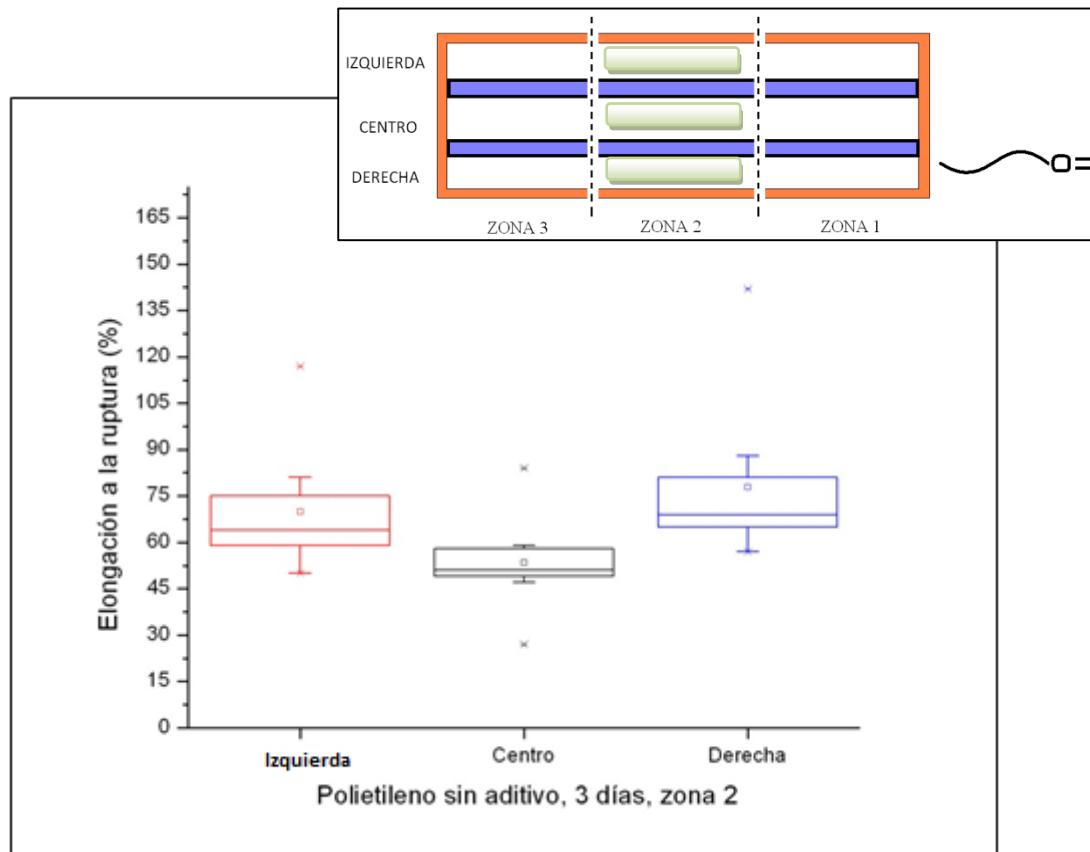 IZQUIERDA
CENTRO
DERECHA
ZONA 3 ZONA 2 ZONA 1
Elongación a la ruptura (%)
165
150
135
120
105
90
75
60
45
30
15
0
Izquierda Centro Derecha
Polietileno sin aditivo, 3 días, zona 2